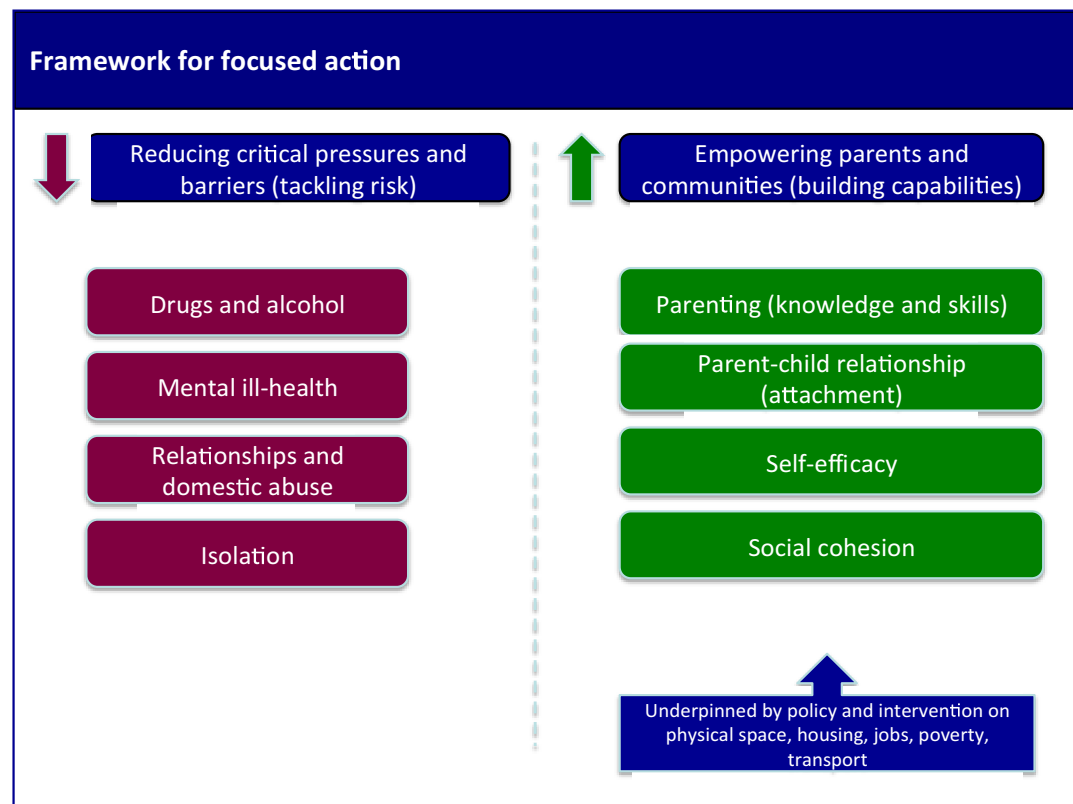 Framework for focused action
Reducing critical pressures and
barriers (tackling risk)
Drugs and alcohol
Mental ill-health
Relationships and
domestic abuse
Isolation
Empowering parents and
communities (building capabilities)
Parenting (knowledge and skills)
Parent-child relationship
(attachment)
Self-efficacy
Social cohesion
Underpinned by policy and intervention on
physical space, housing, jobs, poverty,
transport